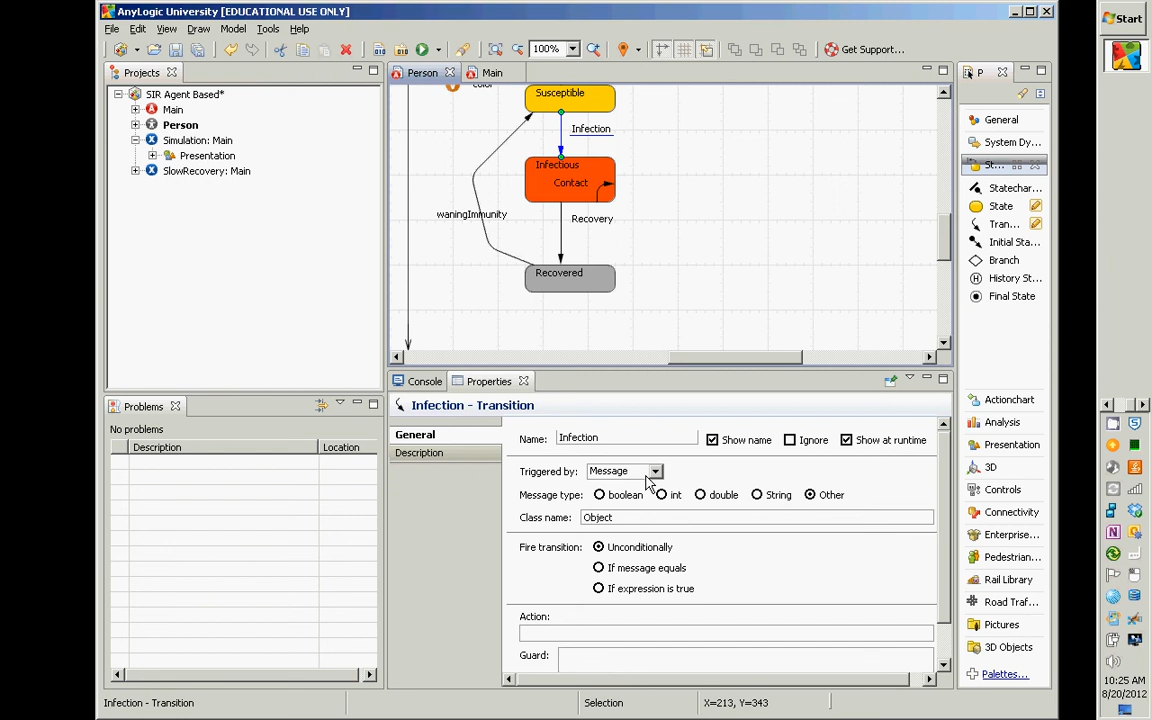 AnyLogic University [EDUCATIONAL USE ONLY]
File Edit View Draw Model Tools Help
100% Get Support...
Start
Projects
SIR Agent Based*
Main
Person
Simulation: Main
Presentation
SlowRecovery: Main
Person Main
color
Susceptible
Infection
Infectious
Contact
waningImmunity
Recovery
Recovered
P
General
System Dy...
St...
Statechar...
State
Tran...
Initial Sta...
Branch
History St...
Final State
Actionchart
Analysis
Presentation
3D
Controls
Connectivity
Enterprise...
Pedestrian...
Rail Library
Road Traf...
Pictures
3D Objects
Palettes...
Problems
No problems
Description Location
Console Properties
Infection - Transition
General
Description
Name: Infection Show name Ignore Show at runtime
Triggered by: Message
Message type: boolean int double String Other
Class name: Object
Fire transition: Unconditionally
If message equals
If expression is true
Action:
Guard:
Infection - Transition Selection X=213, Y=343
10:25 AM
8/20/2012